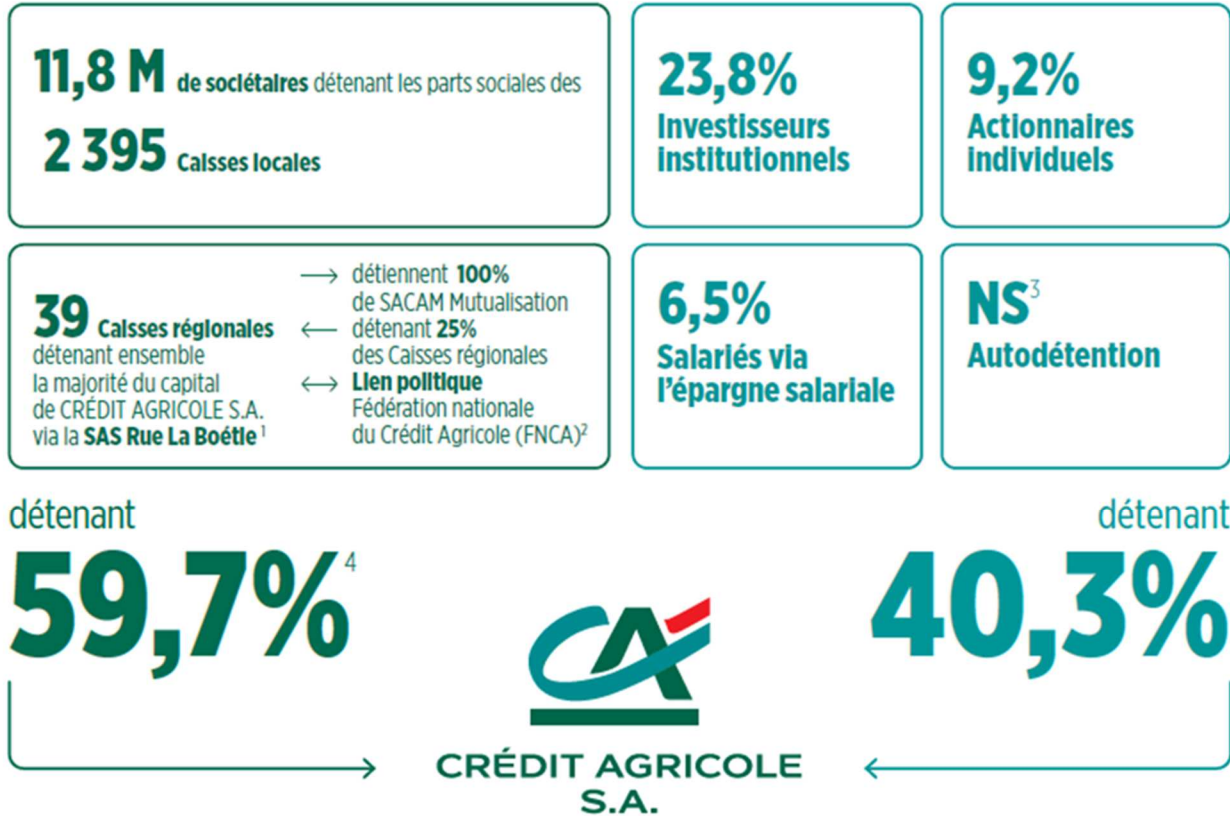 11,8 M de sociétaires détenant les parts sociales des
2 395 Caisses locales
23,8%
Investisseurs
institutionnels
9,2%
Actionnaires
individuels
39 Caisses régionales
détenant ensemble
la majorité du capital
de CRÉDIT AGRICOLE S.A.
via la SAS Rue La Boétie 1
→ détiennent 100%
de SACAM Mutualisation
← détenant 25%
des Caisses régionales
↔ Lien politique
Fédération nationale
du Crédit Agricole (FNCA)2
6,5%
Salariés via
l'épargne salariale
NS3
Autodétention
détenant
59,7%4
détenant
40,3%
CRÉDIT AGRICOLE
S.A.